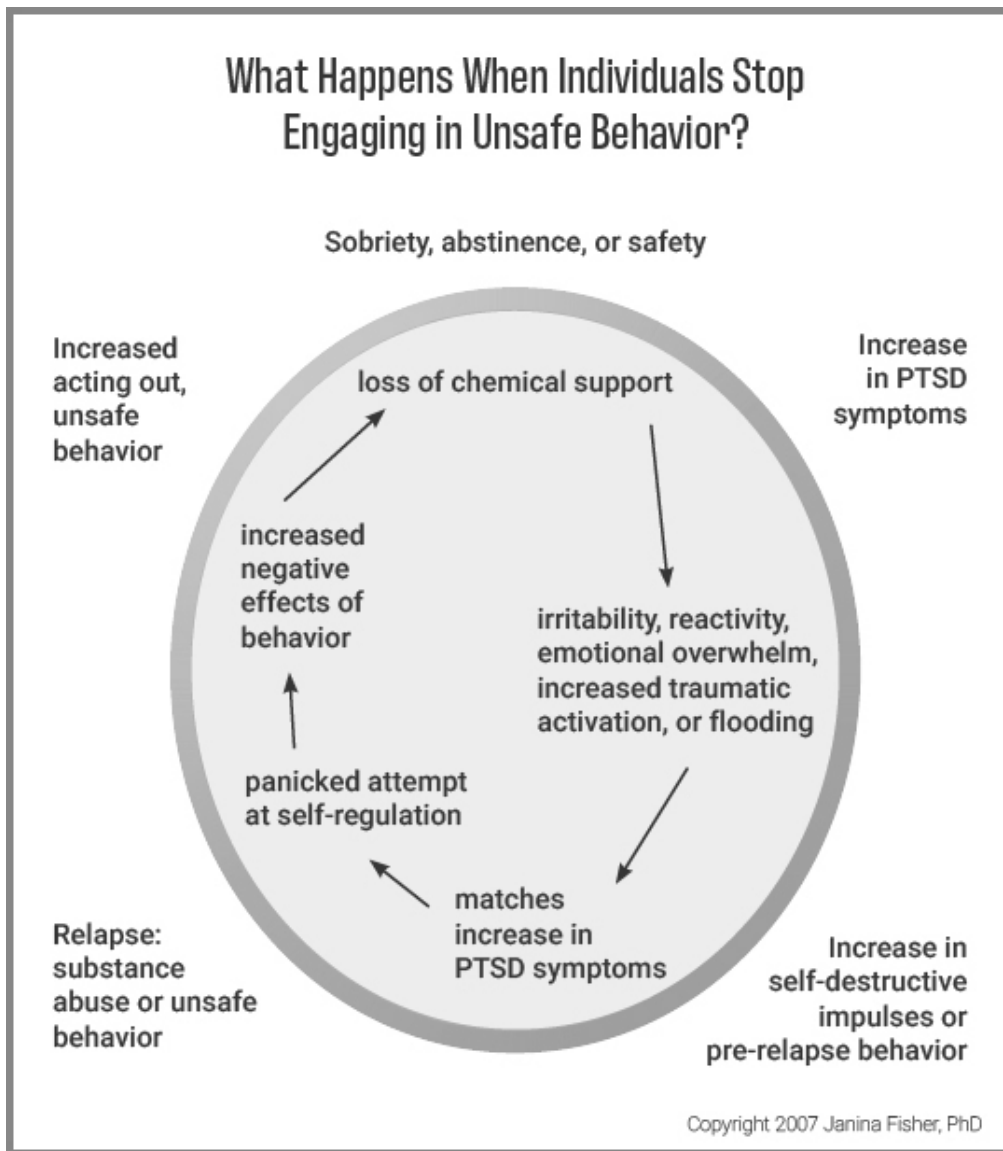 What Happens When Individuals Stop
Engaging in Unsafe Behavior?
Sobriety, abstinence, or safety
Increased
acting out,
unsafe
behavior
Increase
in PTSD
symptoms
loss of chemical support
increased
negative
effects of
behavior
irritability, reactivity,
emotional overwhelm,
increased traumatic
activation, or flooding
panicked attempt
at self-regulation
matches
increase in
PTSD symptoms
Relapse:
substance
abuse or unsafe
behavior
Increase in
self-destructive
impulses or
pre-relapse behavior
Copyright 2007 Janina Fisher, PhD